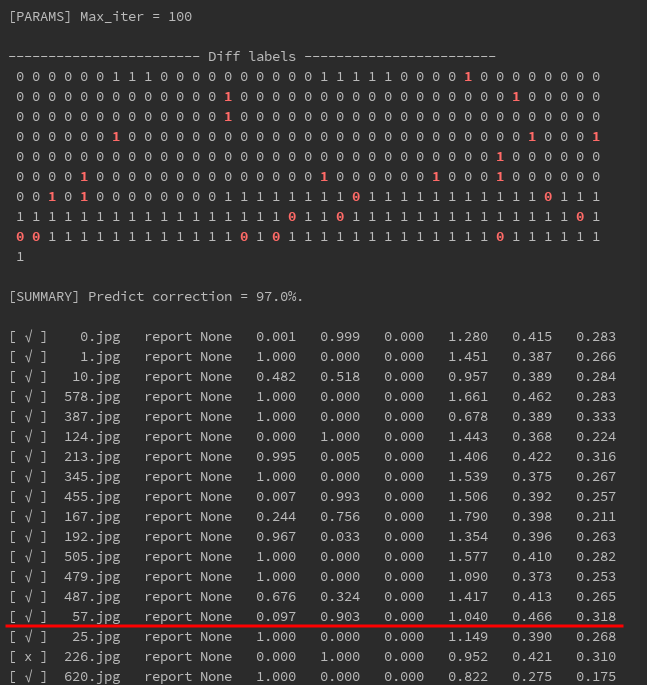 [PARAMS] Max_iter = 100
------------------------ Diff labels ------------------------
0 0 0 0 0 0 1 1 1 0 0 0 0 0 0 0 0 0 0 1 1 1 1 1 0 0 0 0 1 0 0 0 0 0 0 0 0
0 0 0 0 0 0 0 0 0 0 0 0 0 1 0 0 0 0 0 0 0 0 0 0 0 0 0 0 0 0 0 1 0 0 0 0 0
0 0 0 0 0 0 0 0 0 0 0 0 0 1 0 0 0 0 0 0 0 0 0 0 0 0 0 0 0 0 0 0 0 0 0 0 0
0 0 0 0 0 0 1 0 0 0 0 0 0 0 0 0 0 0 0 0 0 0 0 0 0 0 0 0 0 0 0 0 1 0 0 0 1
0 0 0 0 0 0 0 0 0 0 0 0 0 0 0 0 0 0 0 0 0 0 0 0 0 0 0 0 0 0 1 0 0 0 0 0 0
0 0 0 0 1 0 0 0 0 0 0 0 0 0 0 0 0 0 0 1 0 0 0 0 0 0 1 0 0 0 1 0 0 0 0 0 0
0 0 1 0 1 0 0 0 0 0 0 0 0 1 1 1 1 1 1 1 1 0 1 1 1 1 1 1 1 1 1 1 1 0 1 1 1
1 1 1 1 1 1 1 1 1 1 1 1 1 1 1 1 1 0 1 1 0 1 1 1 1 1 1 1 1 1 1 1 1 1 1 0 1
0 0 1 1 1 1 1 1 1 1 1 1 1 1 0 1 0 1 1 1 1 1 1 1 1 1 1 1 1 1 0 1 1 1 1 1 1
1
[SUMMARY] Predict correction = 97.0%.
[ √ ] 0.jpg report None 0.001 0.999 0.000 1.280 0.415 0.283
[ √ ] 1.jpg report None 1.000 0.000 0.000 1.451 0.387 0.266
[ √ ] 10.jpg report None 0.482 0.518 0.000 0.957 0.389 0.284
[ √ ] 578.jpg report None 1.000 0.000 0.000 1.661 0.462 0.283
[ √ ] 387.jpg report None 1.000 0.000 0.000 0.678 0.389 0.333
[ √ ] 124.jpg report None 0.000 1.000 0.000 1.443 0.368 0.224
[ √ ] 213.jpg report None 0.995 0.005 0.000 1.406 0.422 0.316
[ √ ] 345.jpg report None 1.000 0.000 0.000 1.539 0.375 0.267
[ √ ] 455.jpg report None 0.007 0.993 0.000 1.506 0.392 0.257
[ √ ] 167.jpg report None 0.244 0.756 0.000 1.790 0.398 0.211
[ √ ] 192.jpg report None 0.967 0.033 0.000 1.354 0.396 0.263
[ √ ] 505.jpg report None 1.000 0.000 0.000 1.577 0.410 0.282
[ √ ] 479.jpg report None 1.000 0.000 0.000 1.090 0.373 0.253
[ √ ] 487.jpg report None 0.676 0.324 0.000 1.417 0.413 0.265
[ √ ] 57.jpg report None 0.097 0.903 0.000 1.040 0.466 0.318
[ √ ] 25.jpg report None 1.000 0.000 0.000 1.149 0.390 0.268
[ x ] 226.jpg report None 0.000 1.000 0.000 0.952 0.421 0.310
[ √ ] 620.jpg report None 1.000 0.000 0.000 0.822 0.275 0.175